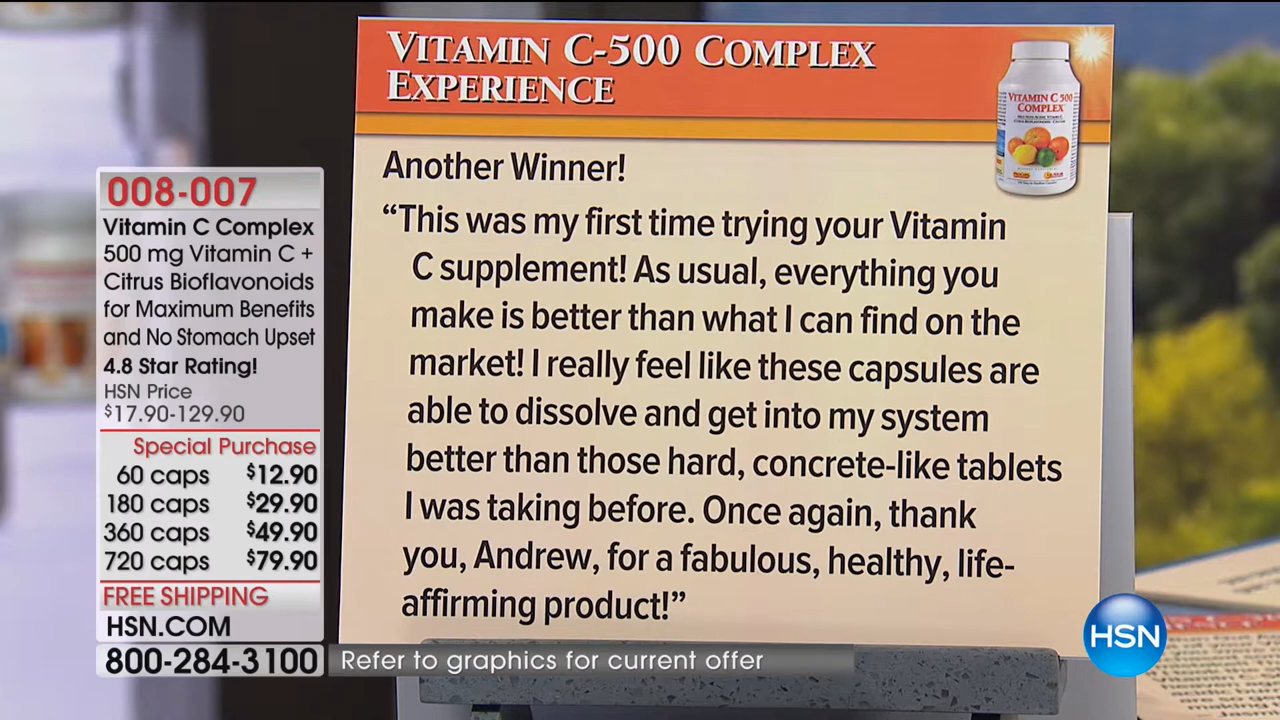 VITAMIN C-500 COMPLEX
EXPERIENCE
VITAMIN C 500
COMPLEX
Another Winner!
“This was my first time trying your Vitamin
C supplement! As usual, everything you
make is better than what I can find on the
market! I really feel like these capsules are
able to dissolve and get into my system
better than those hard, concrete-like tablets
I was taking before. Once again, thank
you, Andrew, for a fabulous, healthy, life-
affirming product!”
008-007
Vitamin C Complex
500 mg Vitamin C +
Citrus Bioflavonoids
for Maximum Benefits
and No Stomach Upset
4.8 Star Rating!
HSN Price
$17.90-129.90
Special Purchase
60 caps $12.90
180 caps $29.90
360 caps $49.90
720 caps $79.90
FREE SHIPPING
HSN.COM
800-284-3100
Refer to graphics for current offer
HSN